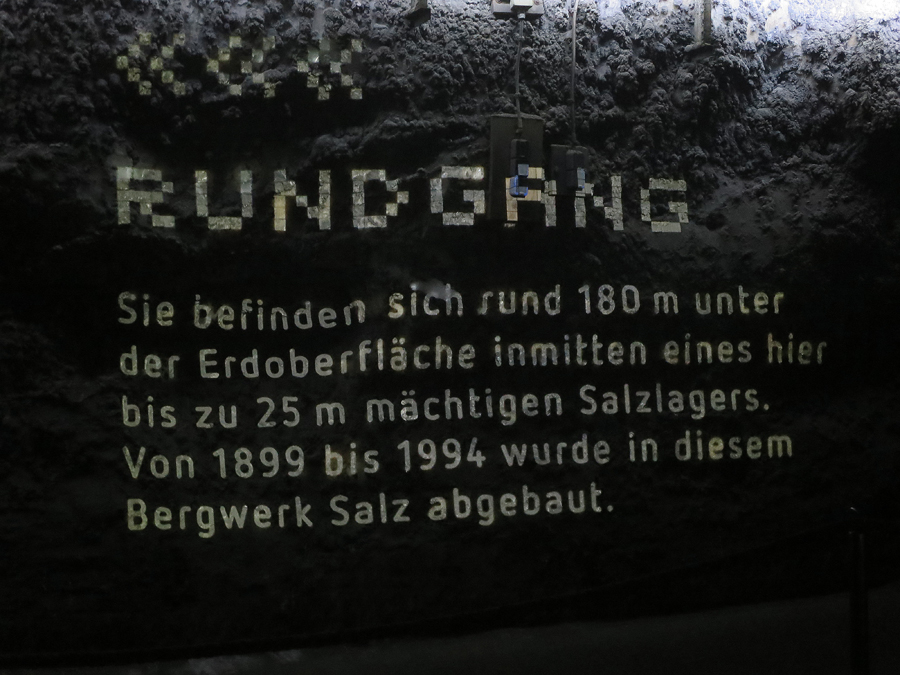 RUNDGANG
Sie befinden sich rund 180 m unter
der Erdoberfläche inmitten eines hier
bis zu 25 m mächtigen Salzlagers.
Von 1899 bis 1994 wurde in diesem
Bergwerk Salz abgebaut.